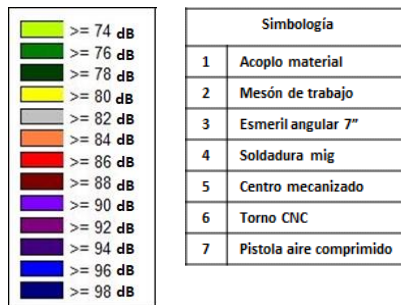 >= 74 dB
>= 76 dB
>= 78 dB
>= 80 dB
>= 82 dB
>= 84 dB
>= 86 dB
>= 88 dB
>= 90 dB
>= 92 dB
>= 94 dB
>= 96 dB
>= 98 dB
Simbología
1 Acoplo material
2 Mesón de trabajo
3 Esmeril angular 7”
4 Soldadura mig
5 Centro mecanizado
6 Torno CNC
7 Pistola aire comprimido